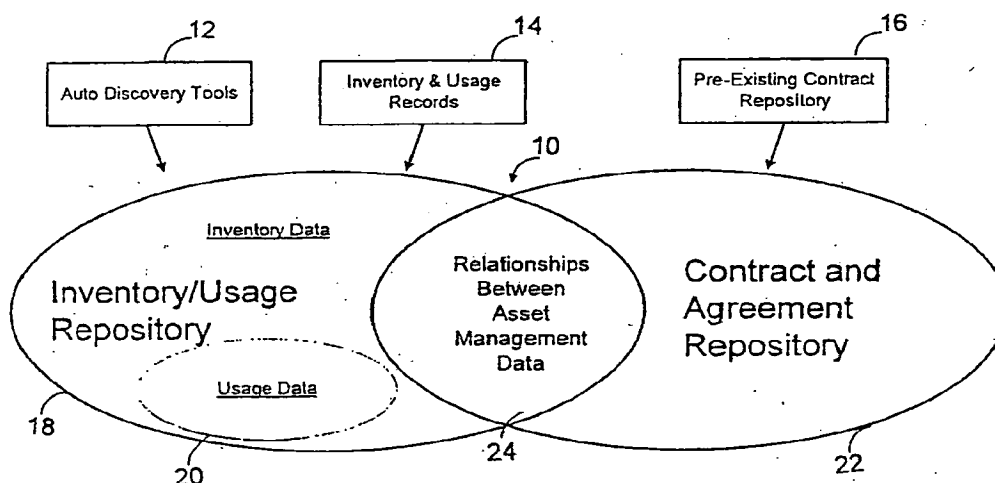 12
14
16
Auto Discovery Tools
Inventory & Usage
Records
Pre-Existing Contract
Repository
10
Inventory Data
Inventory/Usage
Repository
Relationships
Between
Asset
Management
Data
Contract and
Agreement
Repository
Usage Data
18
20
24
22